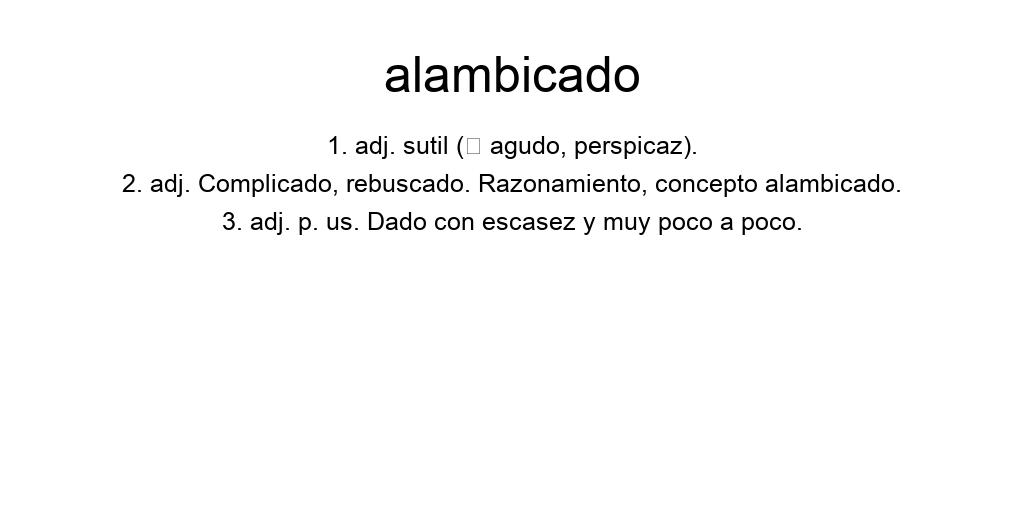 alambicado
1. adj. sutil (□ agudo, perspicaz).
2. adj. Complicado, rebuscado. Razonamiento, concepto alambicado.
3. adj. p. us. Dado con escasez y muy poco a poco.